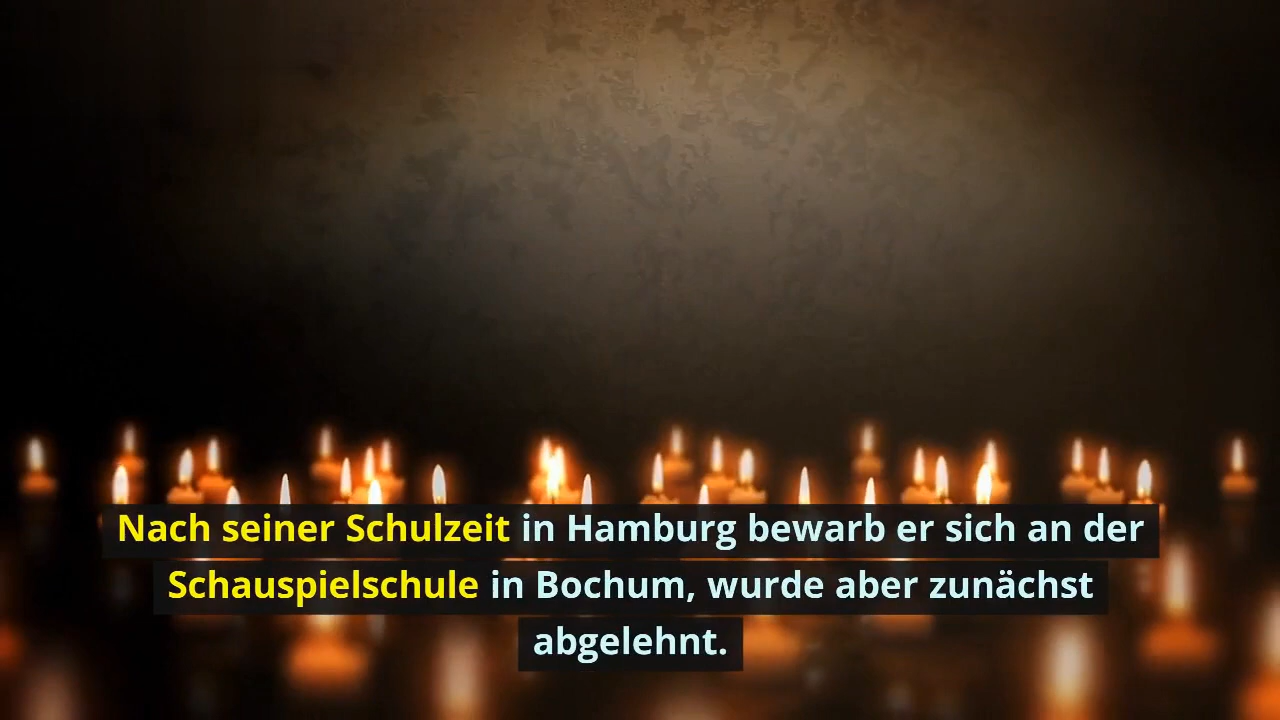 Nach seiner Schulzeit in Hamburg bewarb er sich an der
Schauspielschule in Bochum, wurde aber zunächst
abgelehnt.